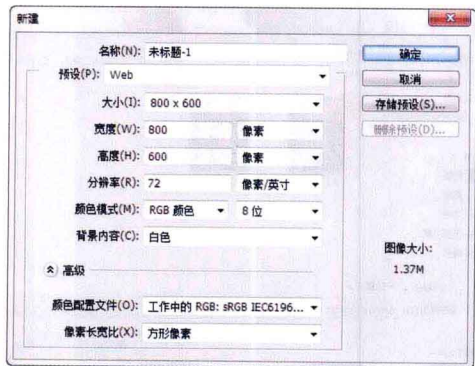 新建
名称(N): 未标题-1
确定
预设(P): Web
取消
大小(I): 800 x 600
存储预设(S)...
宽度(W): 800 像素
删除预设(D)...
高度(H): 600 像素
分辨率(R): 72 像素/英寸
颜色模式(M): RGB 颜色 8 位
背景内容(C): 白色
图像大小:
1.37M
高级
颜色配置文件(O): 工作中的 RGB: sRGB IEC6196...
像素长宽比(X): 方形像素